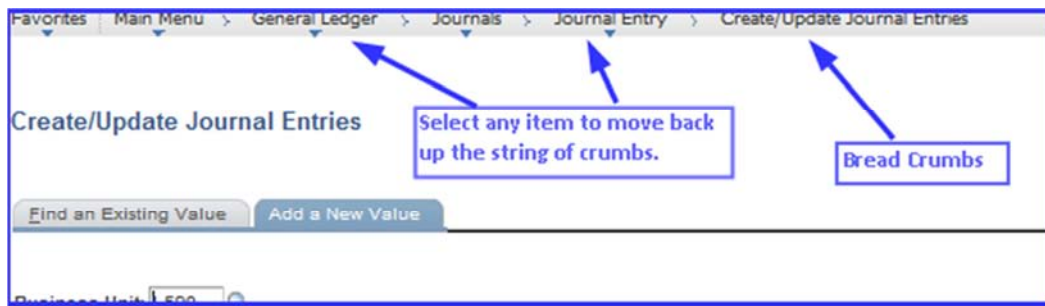 Favorites Main Menu > General Ledger > Journals > Journal Entry > Create/Update Journal Entries
Create/Update Journal Entries
Select any item to move back
up the string of crumbs.
Bread Crumbs
Find an Existing Value Add a New Value
Business Unit: 500